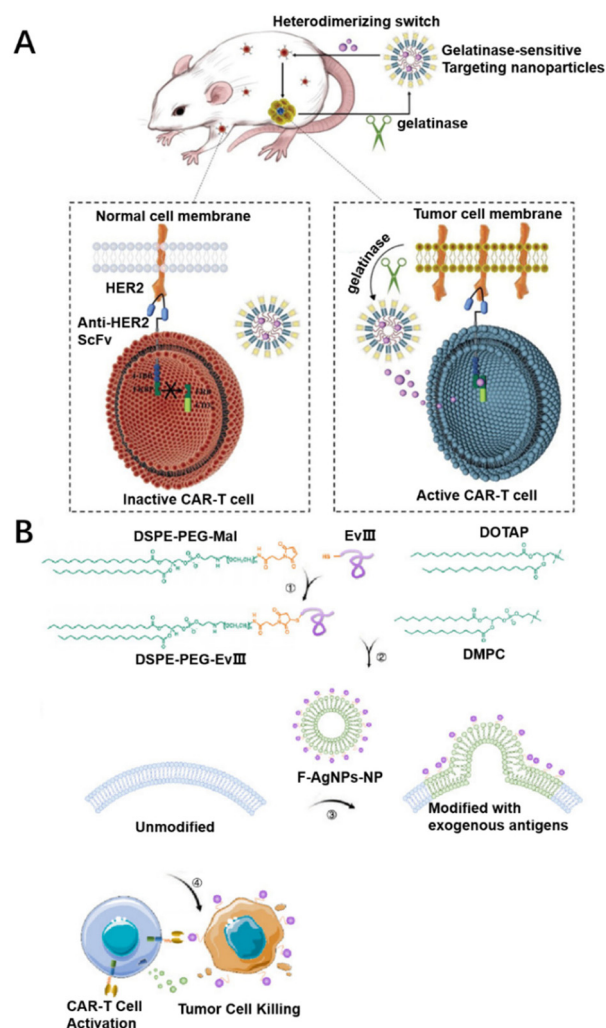 A
Heterodimerizing switch
Gelatinase-sensitive
Targeting nanoparticles
gelatinase
Normal cell membrane
HER2
Anti-HER2
ScFv
Inactive CAR-T cell
Tumor cell membrane
gelatinase
Active CAR-T cell
B
DSPE-PEG-Mal
EvⅢ
DOTAP
①
DSPE-PEG-EvⅢ
②
DMPC
F-AgNPs-NP
Unmodified
③
Modified with
exogenous antigens
④
CAR-T Cell
Activation
Tumor Cell Killing